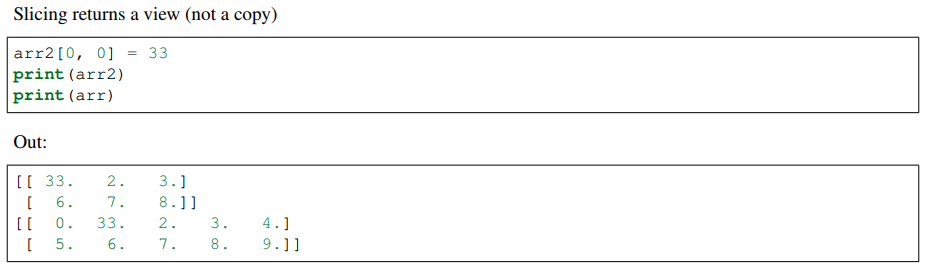 Slicing returns a view (not a copy)
arr2[0, 0] = 33
print(arr2)
print(arr)
Out:
[[ 33.   2.   3.]
 [  6.   7.   8.]]
[[  0.  33.   2.   3.   4.]
 [  5.   6.   7.   8.   9.]]